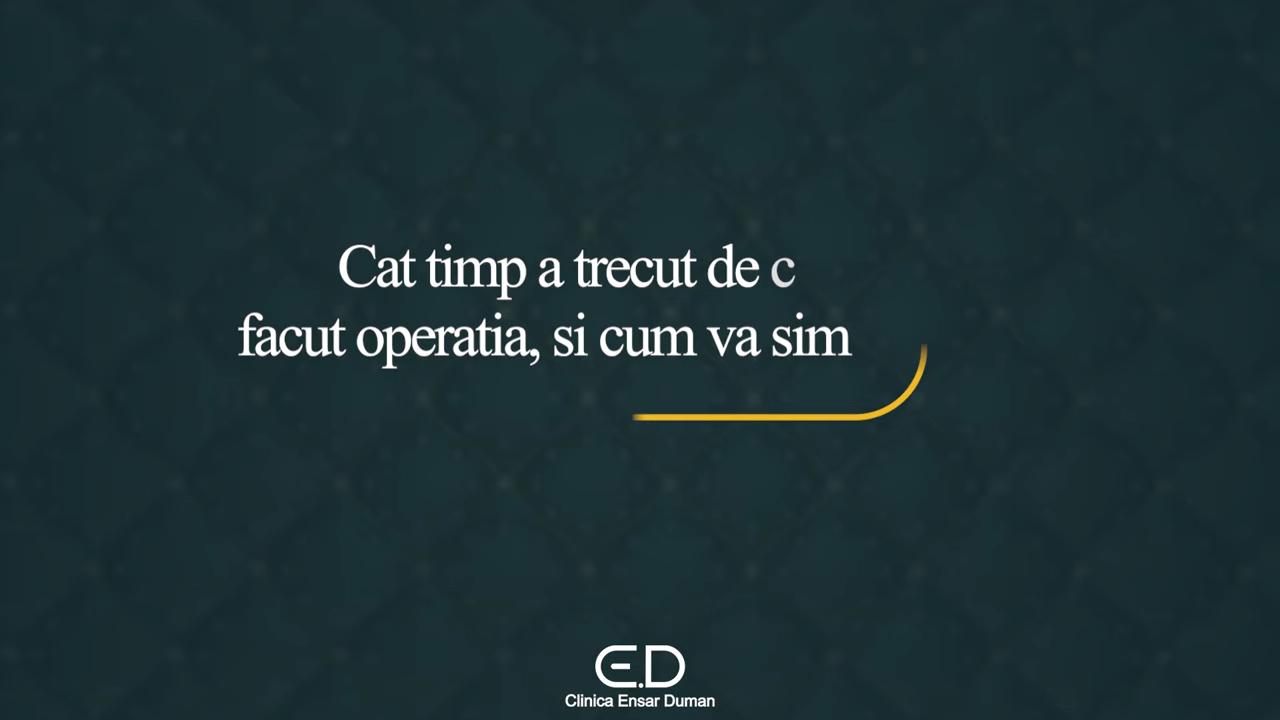 Cat timp a trecut de c
facut operatia, si cum va sim
E.D
Clinica Ensar Duman